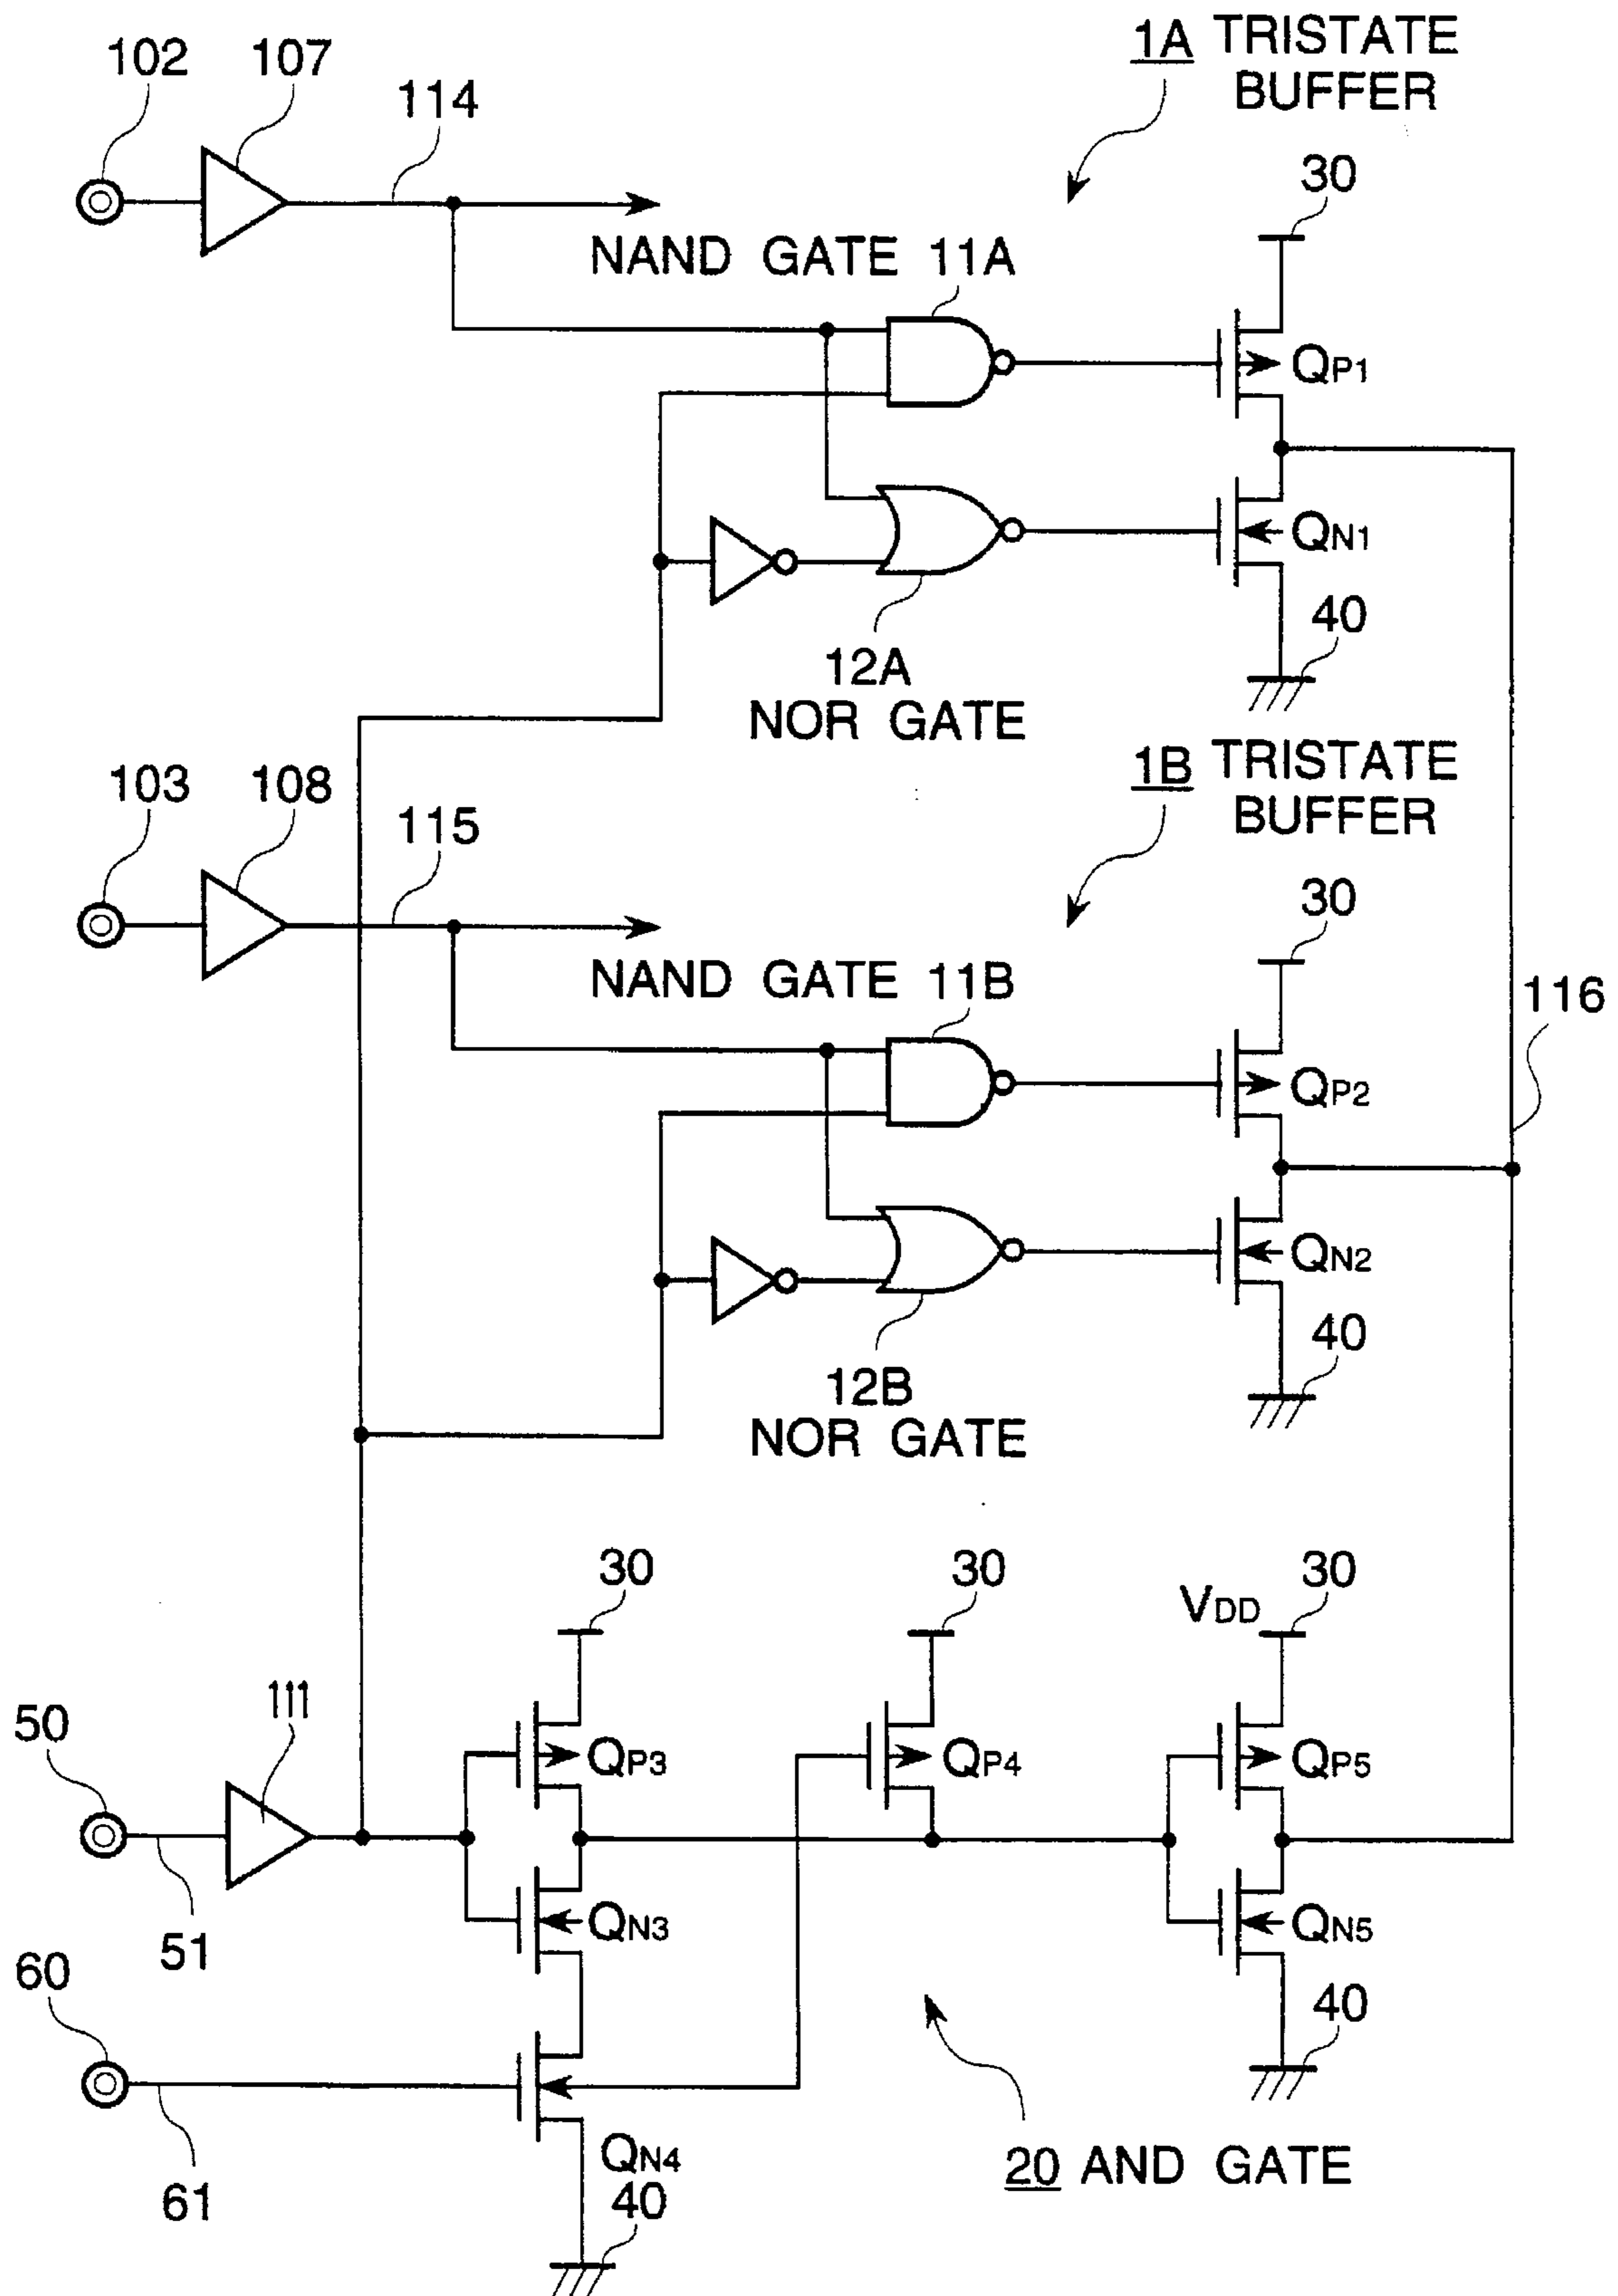 1A TRISTATE
BUFFER
102
107
114
30
NAND GATE 11A
QP1
QN1
40
12A
NOR GATE
1B TRISTATE
BUFFER
103
108
115
30
NAND GATE 11B
116
QP2
QN2
40
12B
NOR GATE
30
30
VDD
30
111
50
QP3
QP4
QP5
51
QN3
QN5
60
40
61
QN4
40
20 AND GATE